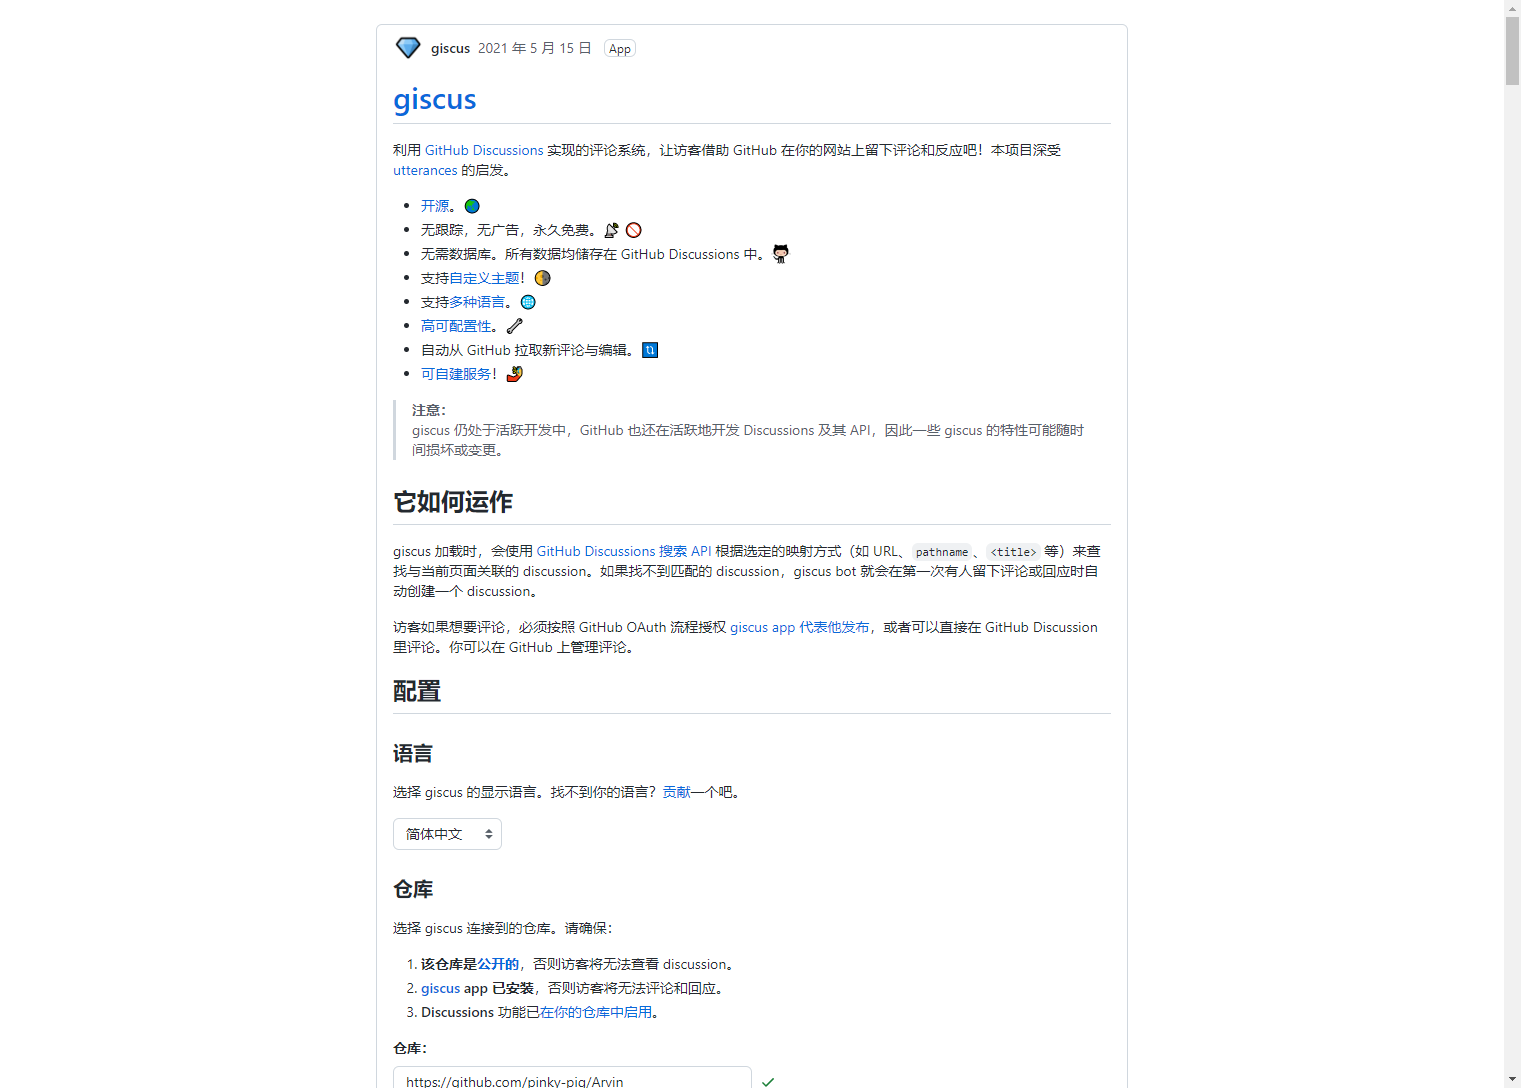 giscus 2021 年 5 月 15 日 App
giscus
利用 GitHub Discussions 实现的评论系统，让访客借助 GitHub 在你的网站上留下评论和反应吧！本项目深受
utterances 的启发。
开源。
无跟踪，无广告，永久免费。
无需数据库。所有数据均储存在 GitHub Discussions 中。
支持自定义主题！
支持多种语言。
高可配置性。
自动从 GitHub 拉取新评论与编辑。
可自建服务！
注意：
giscus 仍处于活跃开发中，GitHub 也还在活跃地开发 Discussions 及其 API，因此一些 giscus 的特性可能随时
间损坏或变更。
它如何运作
giscus 加载时，会使用 GitHub Discussions 搜索 API 根据选定的映射方式（如 URL、pathname、<title> 等）来查
找与当前页面关联的 discussion。如果找不到匹配的 discussion，giscus bot 就会在第一次有人留下评论或回应时自
动创建一个 discussion。
访客如果想要评论，必须按照 GitHub OAuth 流程授权 giscus app 代表他发布，或者可以直接在 GitHub Discussion
里评论。你可以在 GitHub 上管理评论。
配置
语言
选择 giscus 的显示语言。找不到你的语言？贡献一个吧。
简体中文
仓库
选择 giscus 连接到的仓库。请确保：
1. 该仓库是公开的，否则访客将无法查看 discussion。
2. giscus app 已安装，否则访客将无法评论和回应。
3. Discussions 功能已在你的仓库中启用。
仓库：
https://github.com/pinky-pig/Arvin